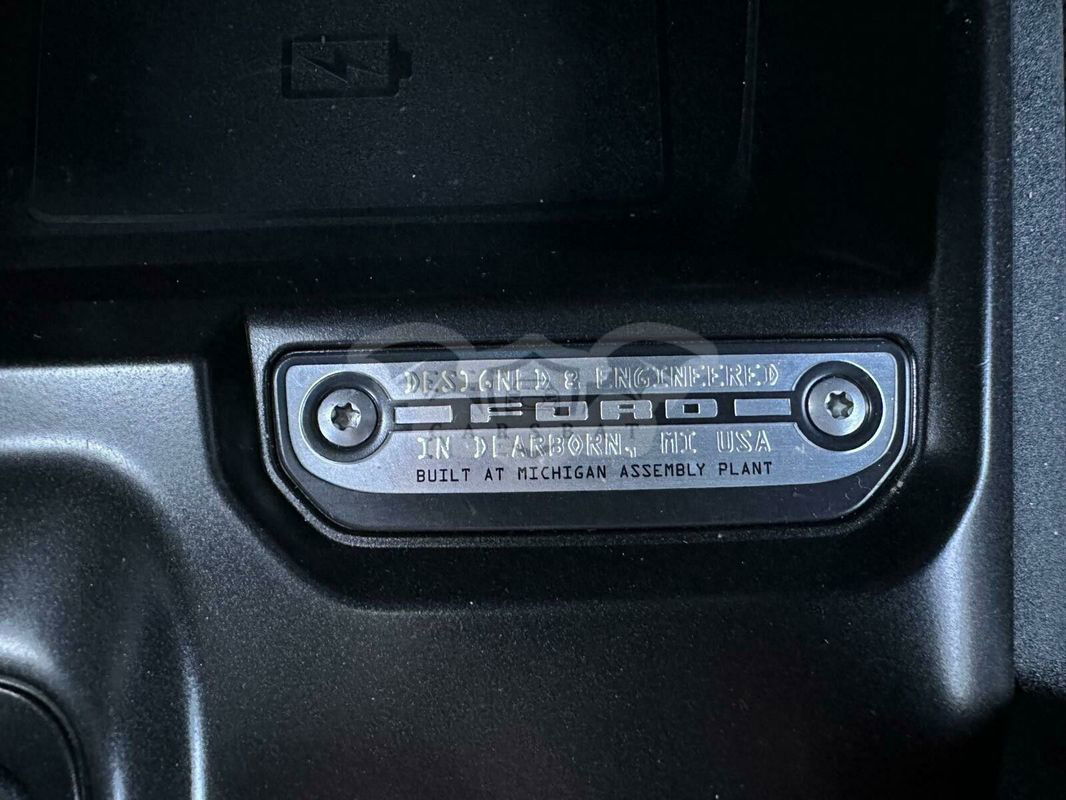 DESIGNED & ENGINEERED
FORD
IN DEARBORN, MI USA
BUILT AT MICHIGAN ASSEMBLY PLANT